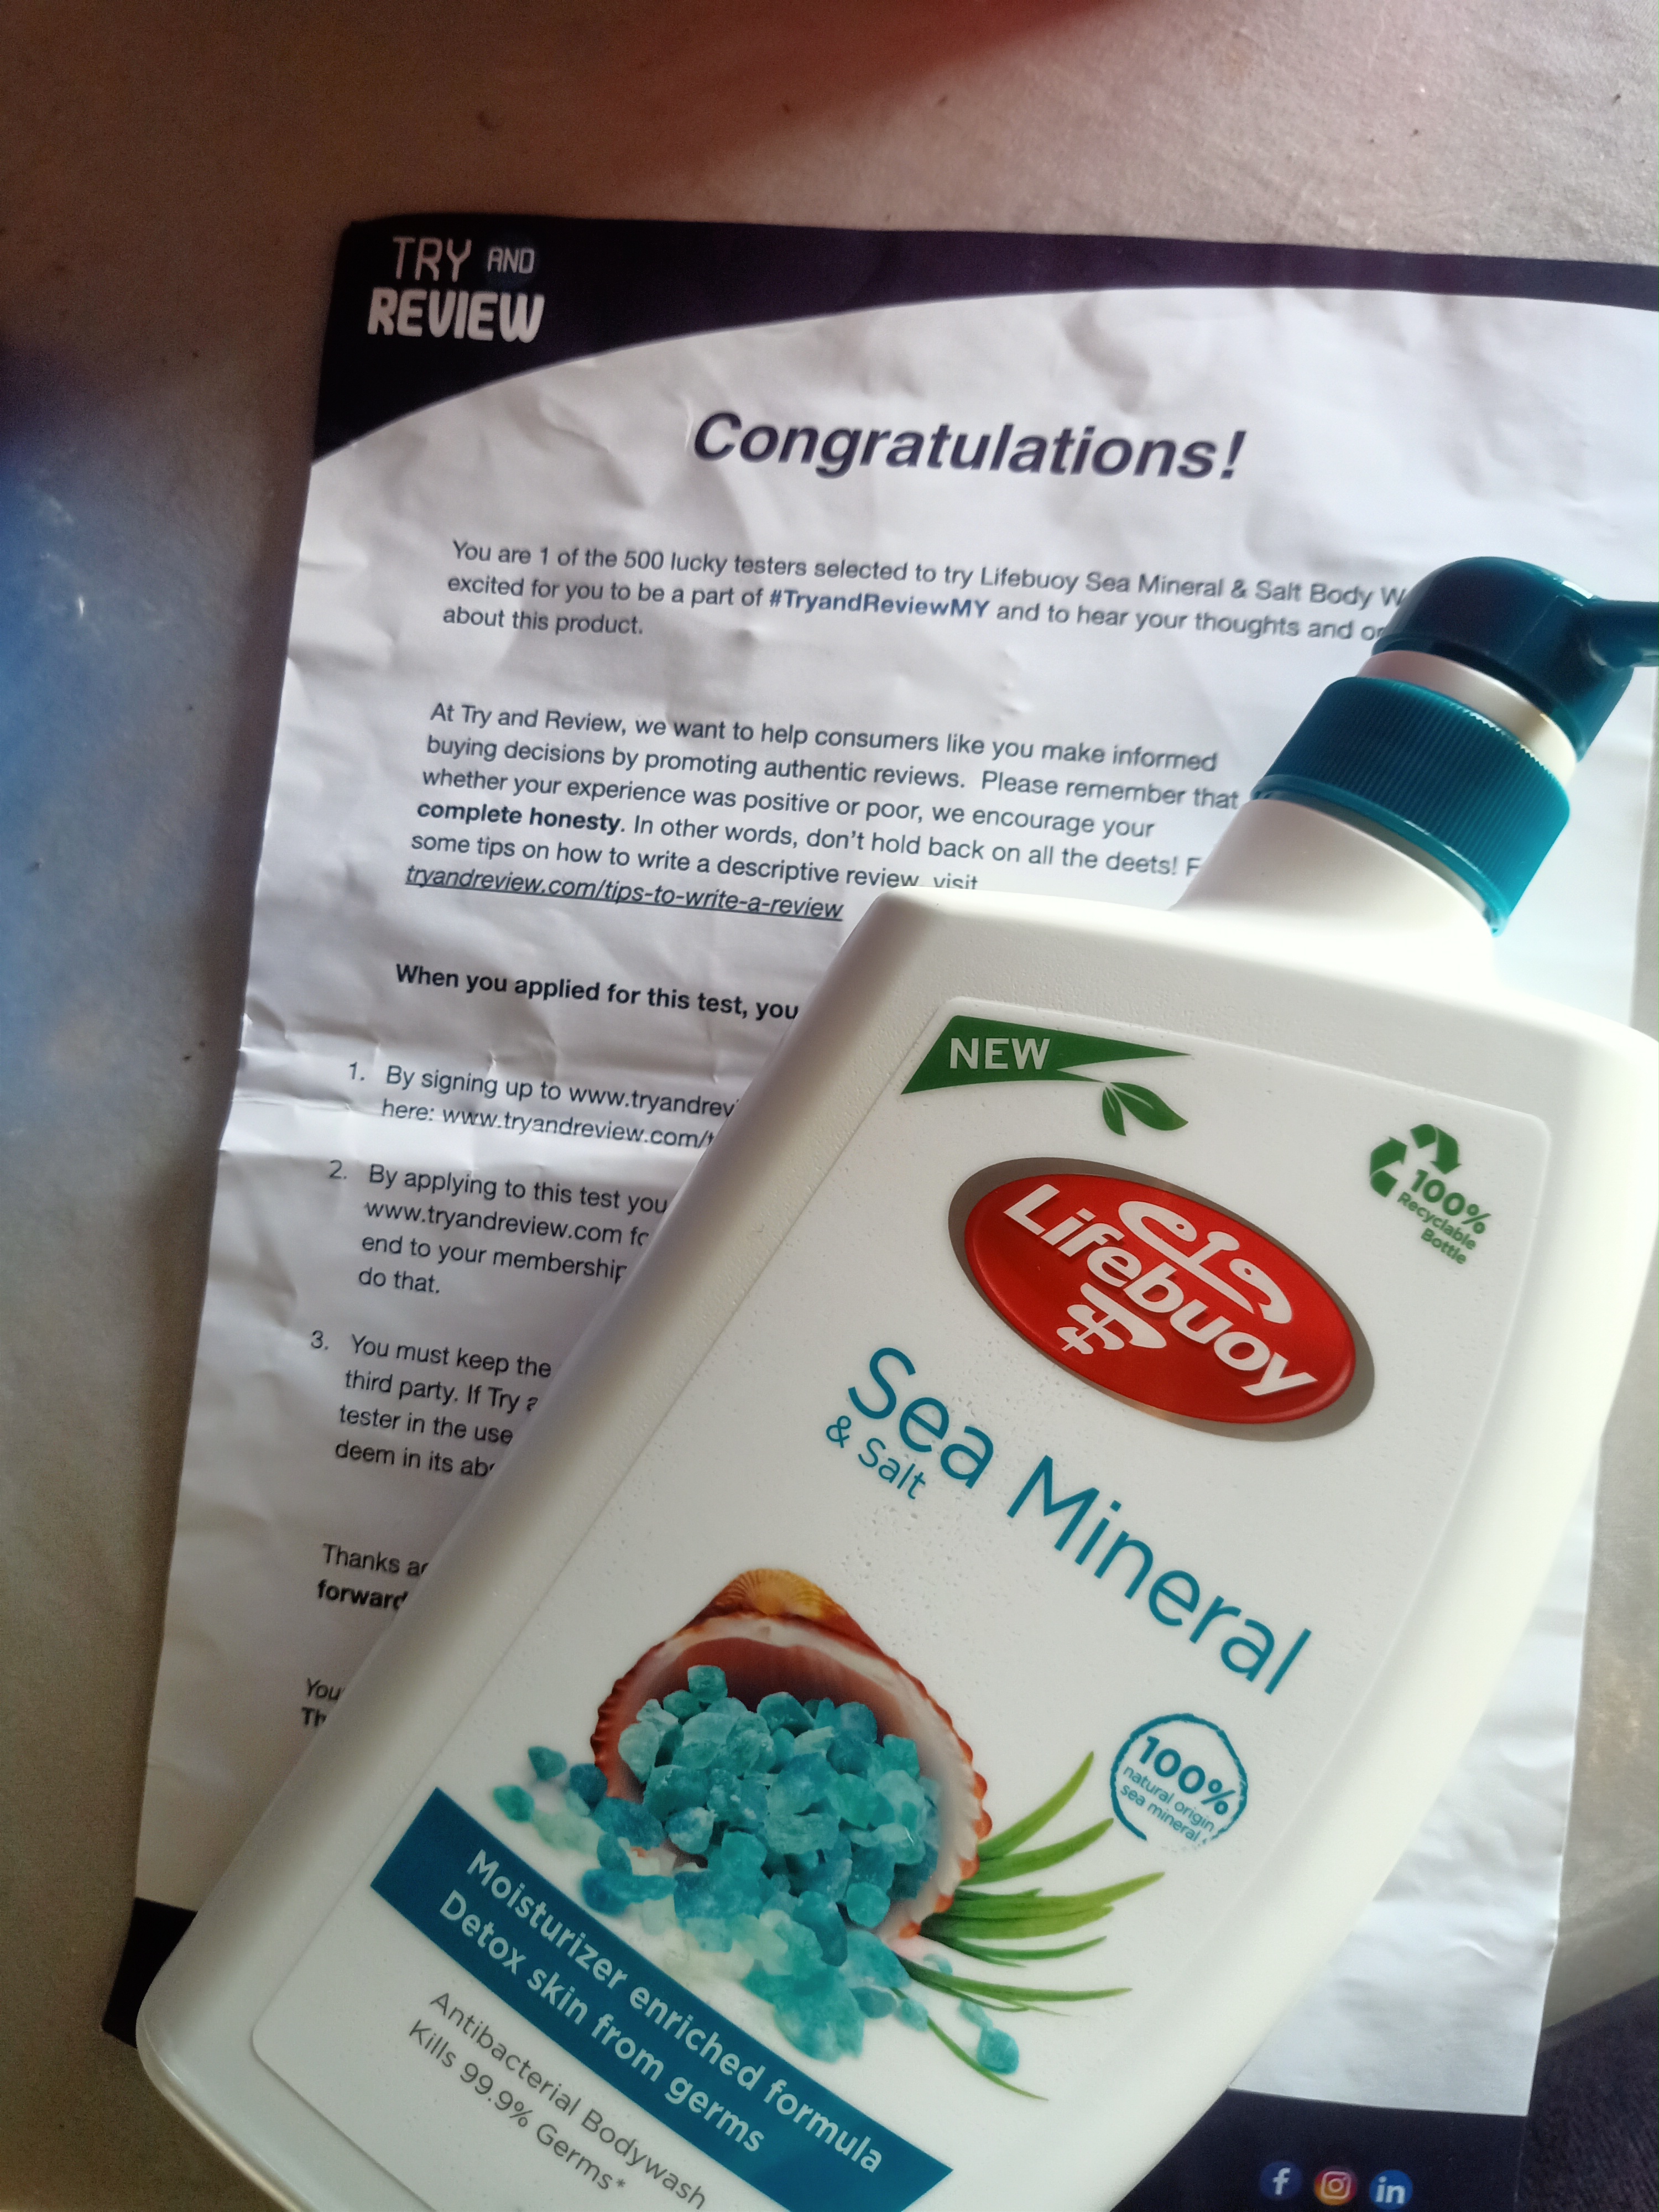 TRY AND
REVIEW
Congratulations!
You are 1 of the 500 lucky testers selected to try Lifebuoy Sea Mineral & Salt Body
excited for you to be a part of #TryandReviewMY and to hear your thoughts and
about this product.
At Try and Review, we want to help consumers like you make informed
buying decisions by promoting authentic reviews. Please remember that
whether your experience was positive or poor, we encourage your
complete honesty. In other words, don't hold back on all the deets!
some tips on how to write a descriptive review, visit
tryandreview.com/tips-to-write-a-review
When you applied for this test, you
1. By signing up to
here:
2. By applying to this test you
www.tryandreview.com
end to your membership
do that.
3. You must keep the
third party. If Try
tester in the use
deem in its
Thanks
forward
NEW
100%
Recyclable
Bottle
Lifebuoy
Sea Mineral
& Salt
100%
natural origin
sea mineral
Moisturizer enriched formula
Detox skin from germs
Antibacterial Bodywash
Kills 99.9% Germs*
f
in